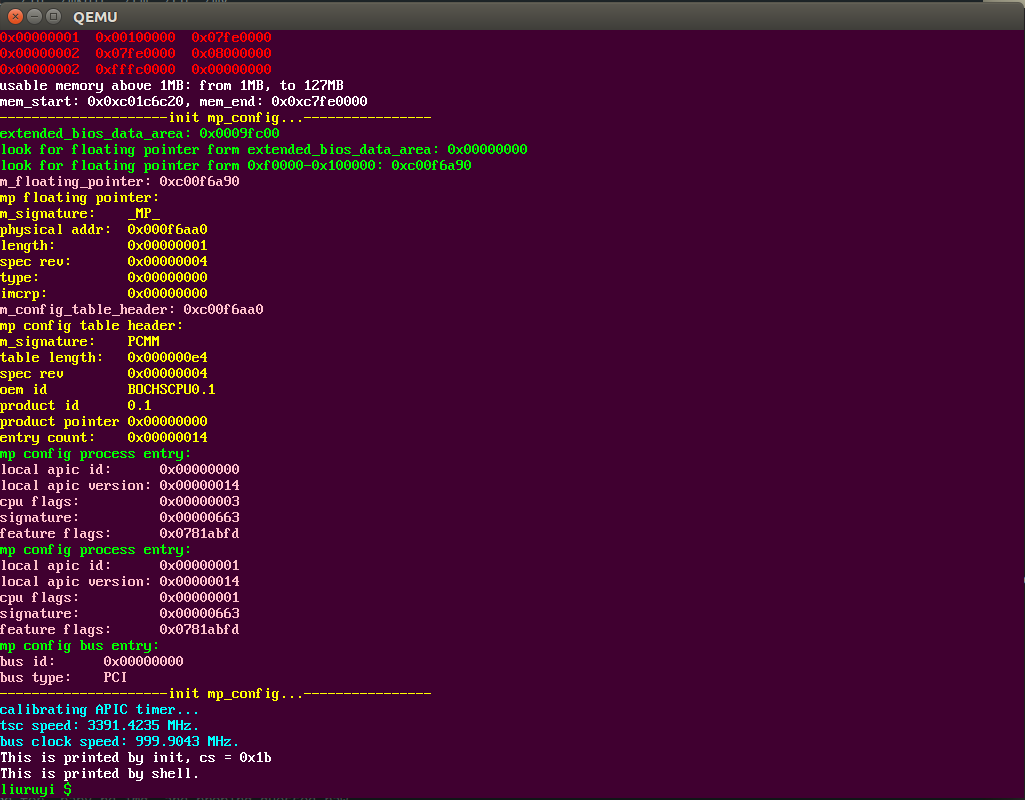 QEMU
0x00000001  0x00100000  0x07fe0000
0x00000002  0x07fe0000  0x08000000
0x00000002  0xfffc0000  0x00000000
usable memory above 1MB: from 1MB, to 127MB
mem_start: 0x0xc01c6c20, mem_end: 0x0xc7fe0000
---------------------init mp_config...----------------
extended_bios_data_area: 0x0009fc00
look for floating pointer form extended_bios_data_area: 0x00000000
look for floating pointer form 0xf0000-0x100000: 0xc00f6a90
m_floating_pointer: 0xc00f6a90
mp floating pointer:
m_signature:    _MP_
physical addr:  0x000f6aa0
length:         0x00000001
spec rev:       0x00000004
type:           0x00000000
imcrp:          0x00000000
m_config_table_header: 0xc00f6aa0
mp config table header:
m_signature:    PCMM
table length:   0x000000e4
spec rev        0x00000004
oem id          BOCHSCPU0.1
product id      0.1
product pointer 0x00000000
entry count:    0x00000014
mp config process entry:
local apic id:      0x00000000
local apic version: 0x00000014
cpu flags:          0x00000003
signature:          0x00000663
feature flags:      0x0781abfd
mp config process entry:
local apic id:      0x00000001
local apic version: 0x00000014
cpu flags:          0x00000001
signature:          0x00000663
feature flags:      0x0781abfd
mp config bus entry:
bus id:      0x00000000
bus type:    PCI
---------------------init mp_config...----------------
calibrating APIC timer...
tsc speed: 3391.4235 MHz.
bus clock speed: 999.9043 MHz.
This is printed by init, cs = 0x1b
This is printed by shell.
liuruyi $